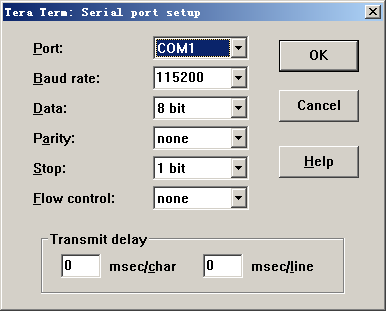 Tera Term: Serial port setup
Port: COM1 OK
Baud rate: 115200
Data: 8 bit Cancel
Parity: none
Stop: 1 bit Help
Flow control: none
Transmit delay
0 msec/char 0 msec/line